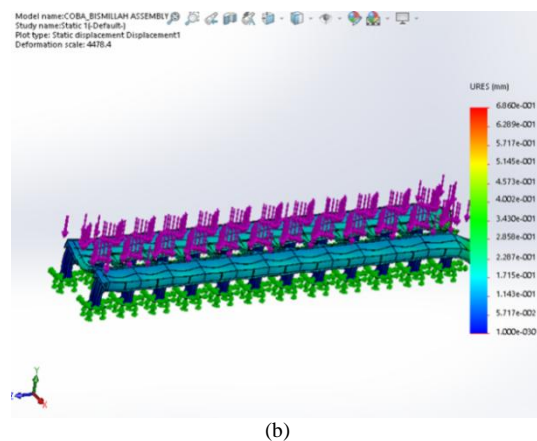 Model name:COBA_BISMILLAH ASSEMBLY
Study name:Static 1(-Default-)
Plot type: Static displacement Displacement1
Deformation scale: 4478.4
URES (mm)
6.860e-001
6.289e-001
5.717e-001
5.145e-001
4.573e-001
4.002e-001
3.430e-001
2.858e-001
2.287e-001
1.715e-001
1.143e-001
5.717e-002
1.000e-030
Y
Z
X
(b)